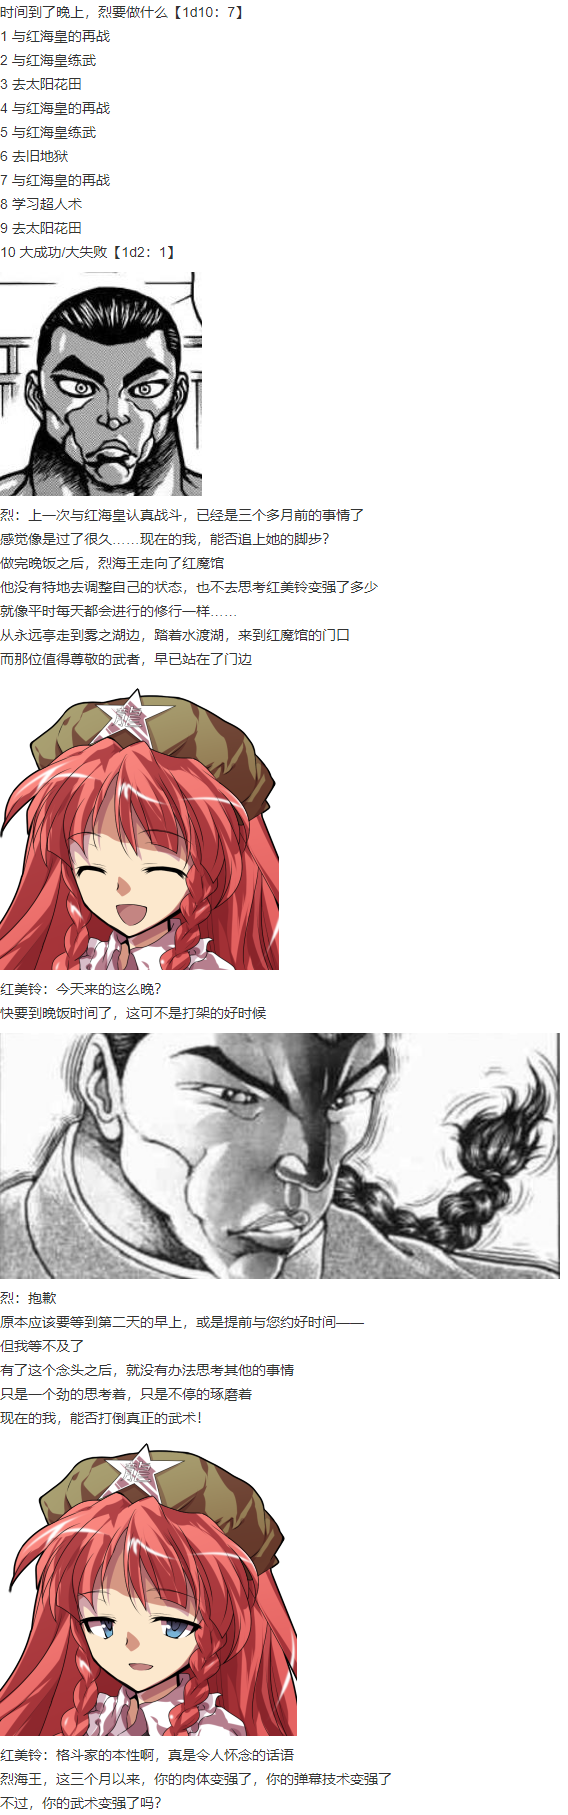 时间到了晚上，烈要做什么【1d10：7】
1 与红海皇的再战
2 与红海皇练武
3 去太阳花田
4 与红海皇的再战
5 与红海皇练武
6 去旧地狱
7 与红海皇的再战
8 学习超人术
9 去太阳花田
10 大成功/大失败【1d2：1】
烈：上一次与红海皇认真战斗，已经是三个多月前的事情了
感觉像是过了很久……现在的我，能否追上她的脚步？
做完晚饭之后，烈海王走向了红魔馆
他没有特地去调整自己的状态，也不去思考红美铃变强了多少
就像平时每天都会进行的修行一样……
从永远亭走到雾之湖边，踏着水渡湖，来到红魔馆的门口
而那位值得尊敬的武者，早已站在了门边
红美铃：今天来的这么晚？
快要到晚饭时间了，这可不是打架的好时候
烈：抱歉
原本应该要等到第二天的早上，或是提前与您约好时间——
但我等不及了
有了这个念头之后，就没有办法思考其他的事情
只是一个劲的思考着，只是不停的琢磨着
现在的我，能否打倒真正的武术！
红美铃：格斗家的本性啊，真是令人怀念的话语
烈海王，这三个月以来，你的肉体变强了，你的弹幕技术变强了
不过，你的武术变强了吗？